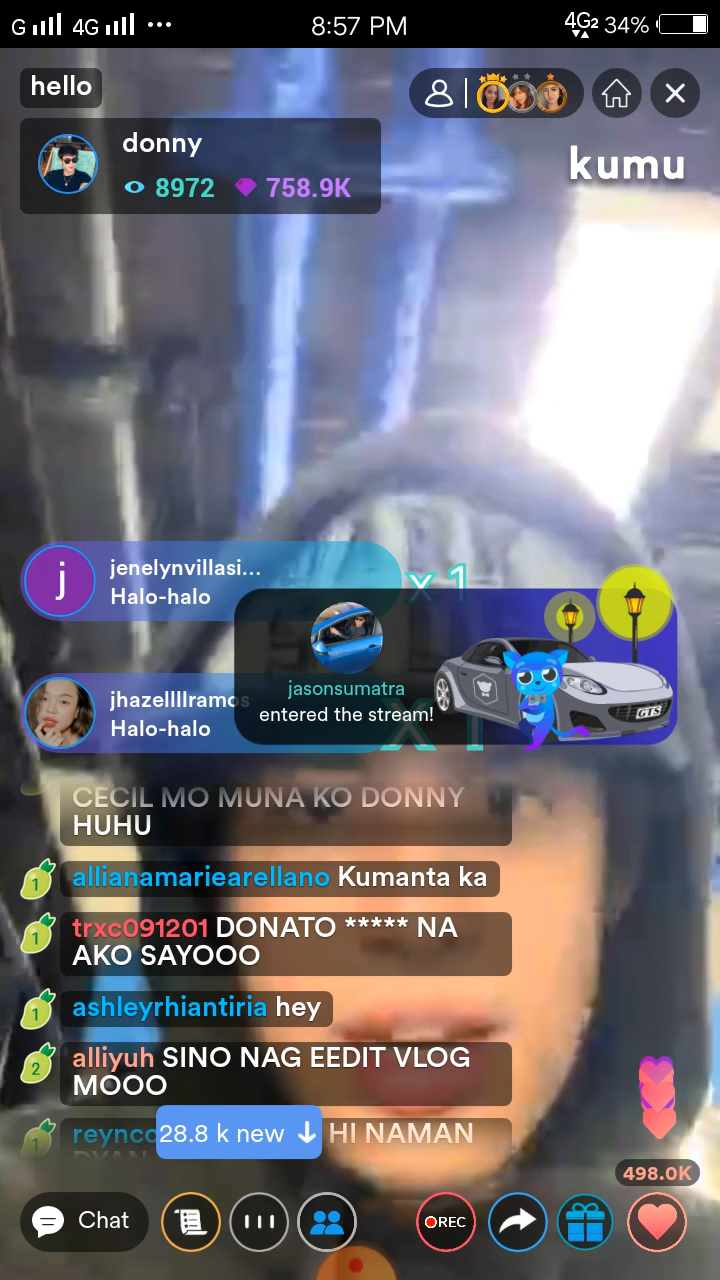 G 4G 8:57 PM 4G2 34%
hello
donny
8972 758.9K
kumu
jenelynvillasi...
Halo-halo
x 1
jasonsumatra
entered the stream!
GTS
jhazellllramos
Halo-halo
X 1
CECIL MO MUNA KO DONNY
HUHU
1 allianamariearellano Kumanta ka
1 trxc091201 DONATO ***** NA
AKO SAYOOO
1 ashleyrhiantiria hey
2 alliyuh SINO NAG EEDIT VLOG
MOOO
1 HI NAMAN
28.8 k new
498.0K
Chat
REC